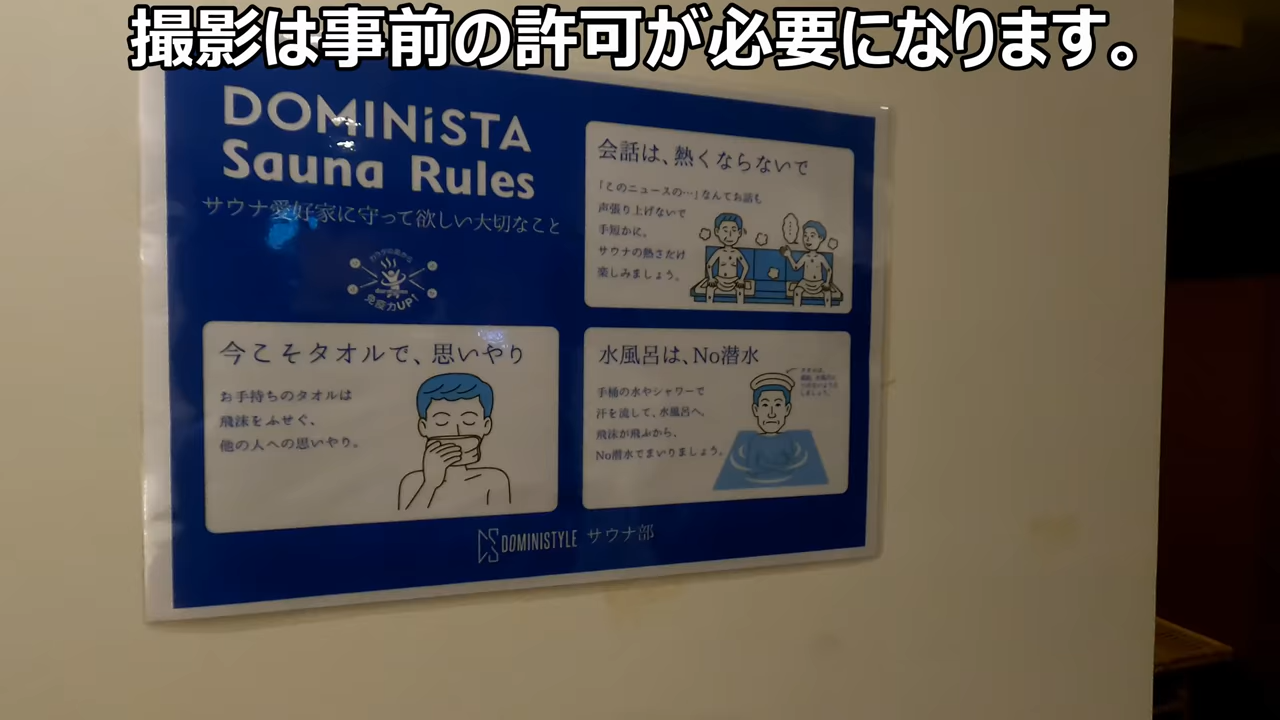 撮影は事前の許可が必要になります。
DOMINiSTA
Sauna Rules
サウナ愛好家に守って欲しい大切なこと
免疫力UP!
会話は、熱くならないで
「このニュースの…」なんてお話も
声張り上げないで
手短かに。
サウナの熱さだけ
楽しみましょう。
今こそタオルで、思いやり
お手持ちのタオルは
飛沫をふせぐ、
他の人への思いやり。
水風呂は、No潜水
手桶の水やシャワーで
汗を流して、水風呂へ。
飛沫が飛ぶから、
No潜水でまいりましょう。
DS DOMINISTYLE サウナ部